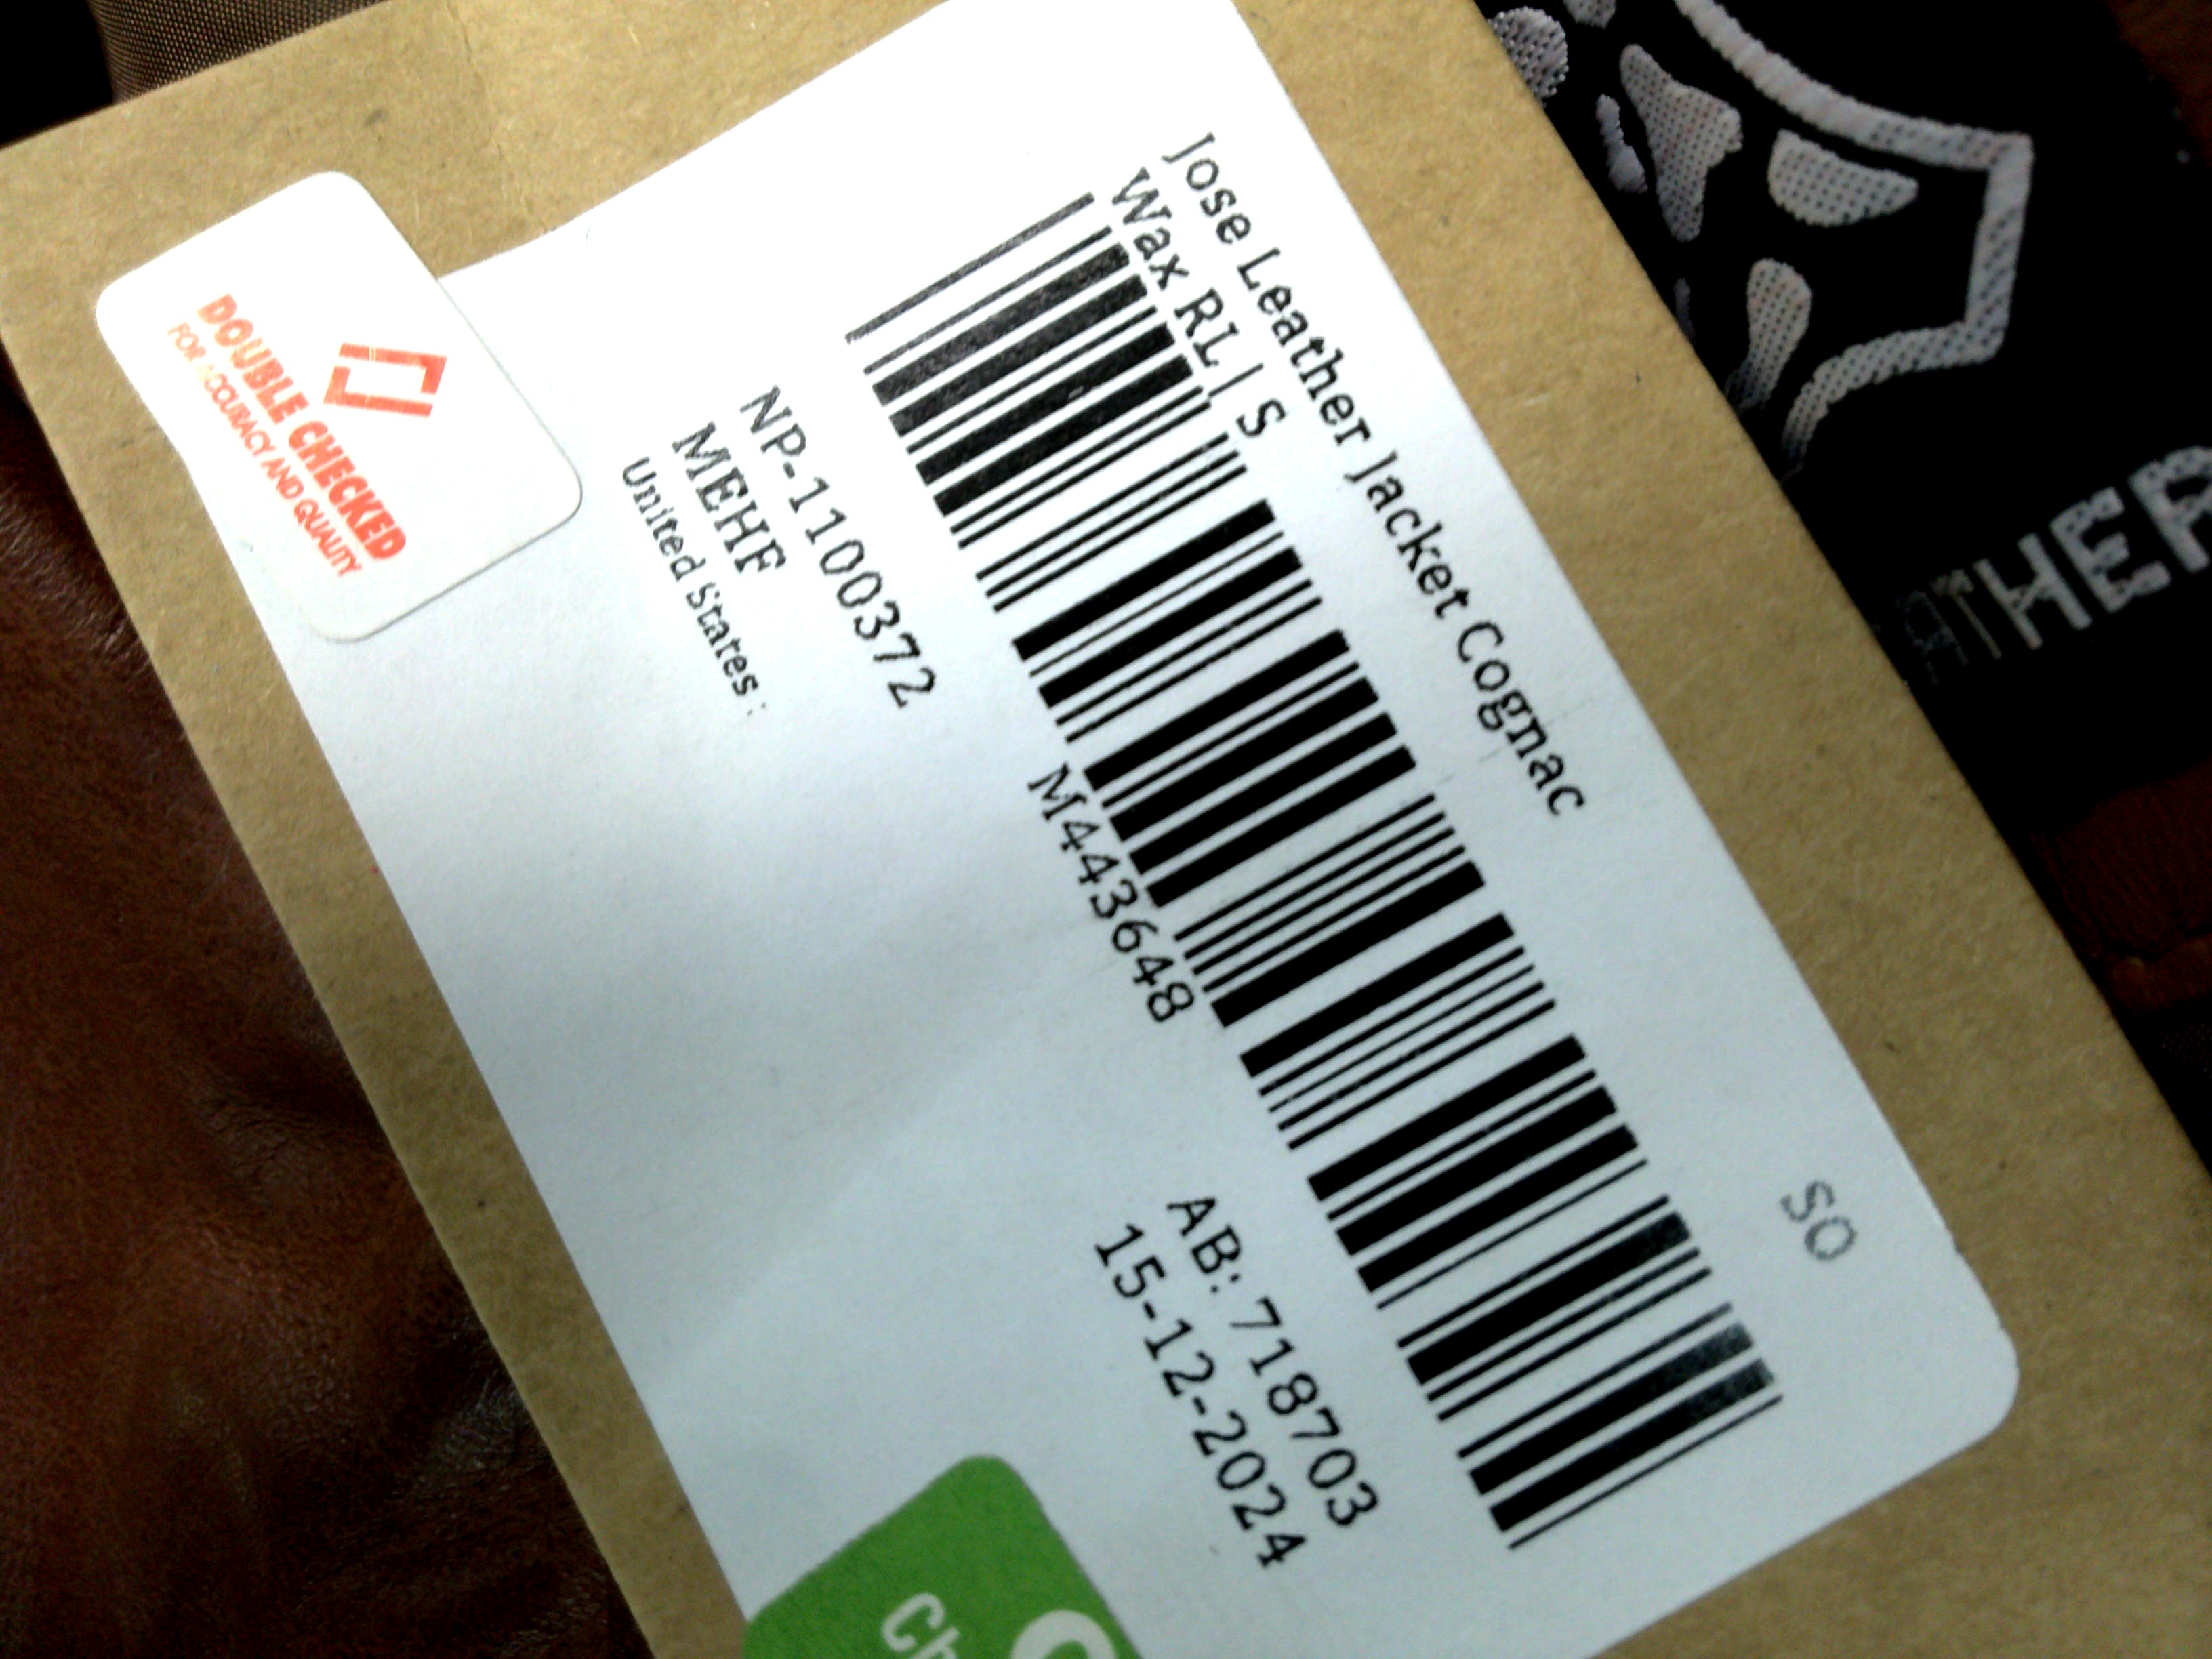 Jose Leather Jacket Cognac
Wax RL | S
SO
M443648
NP-1100372
MEHF
United States :
AB: 718703
15-12-2024
DOUBLE CHECKED
FOR ACCURACY AND QUALITY